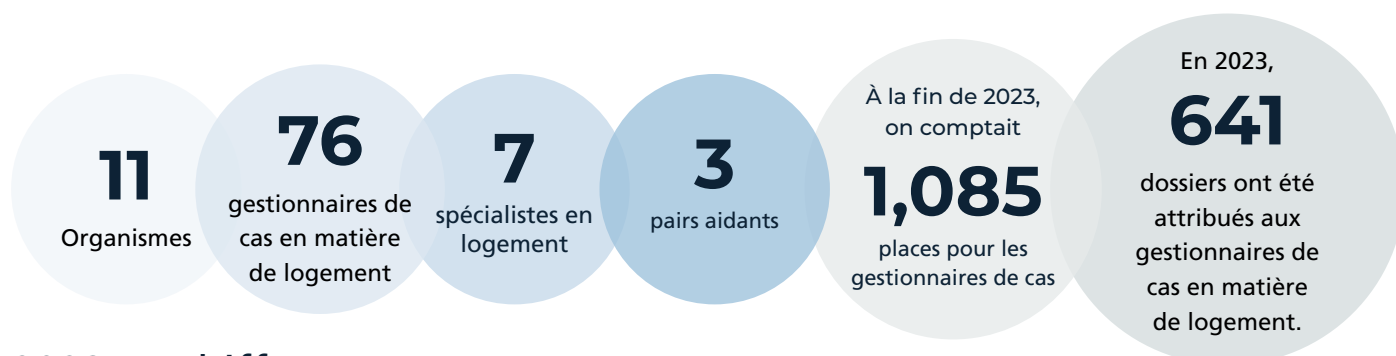 11
Organismes
76
gestionnaires de
cas en matière
de logement
7
spécialistes en
logement
3
pairs aidants
À la fin de 2023,
on comptait
1,085
places pour les
gestionnaires de cas
En 2023,
641
dossiers ont été
attribués aux
gestionnaires de
cas en matière
de logement.